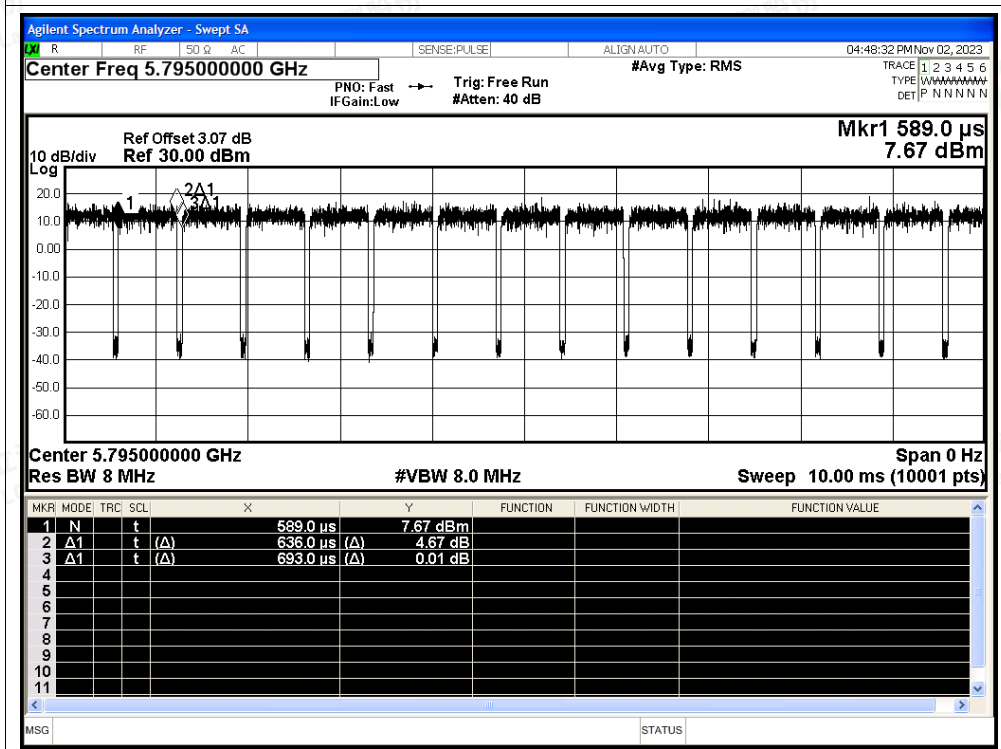 Agilent Spectrum Analyzer - Swept SA
LXI R RF 50 Ω AC SENSE:PULSE ALIGN AUTO 04:48:32 PM Nov 02, 2023
Center Freq 5.795000000 GHz #Avg Type: RMS TRACE 1 2 3 4 5 6
PNO: Fast Trig: Free Run TYPE WWWWWW
IFGain:Low #Atten: 40 dB DET P N N N N N
Mkr1 589.0 µs
Ref Offset 3.07 dB
10 dB/div Ref 30.00 dBm 7.67 dBm
Log
20.0
2Δ1
1 3Δ1
10.0
0.00
-10.0
-20.0
-30.0
-40.0
-50.0
-60.0
Center 5.795000000 GHz Span 0 Hz
Res BW 8 MHz #VBW 8.0 MHz Sweep 10.00 ms (10001 pts)
MKR MODE TRC SCL X Y FUNCTION FUNCTION WIDTH FUNCTION VALUE
1 N t 589.0 µs 7.67 dBm
2 Δ1 t (Δ) 636.0 µs (Δ) 4.67 dB
3 Δ1 t (Δ) 693.0 µs (Δ) 0.01 dB
4
5
6
7
8
9
10
11
MSG STATUS